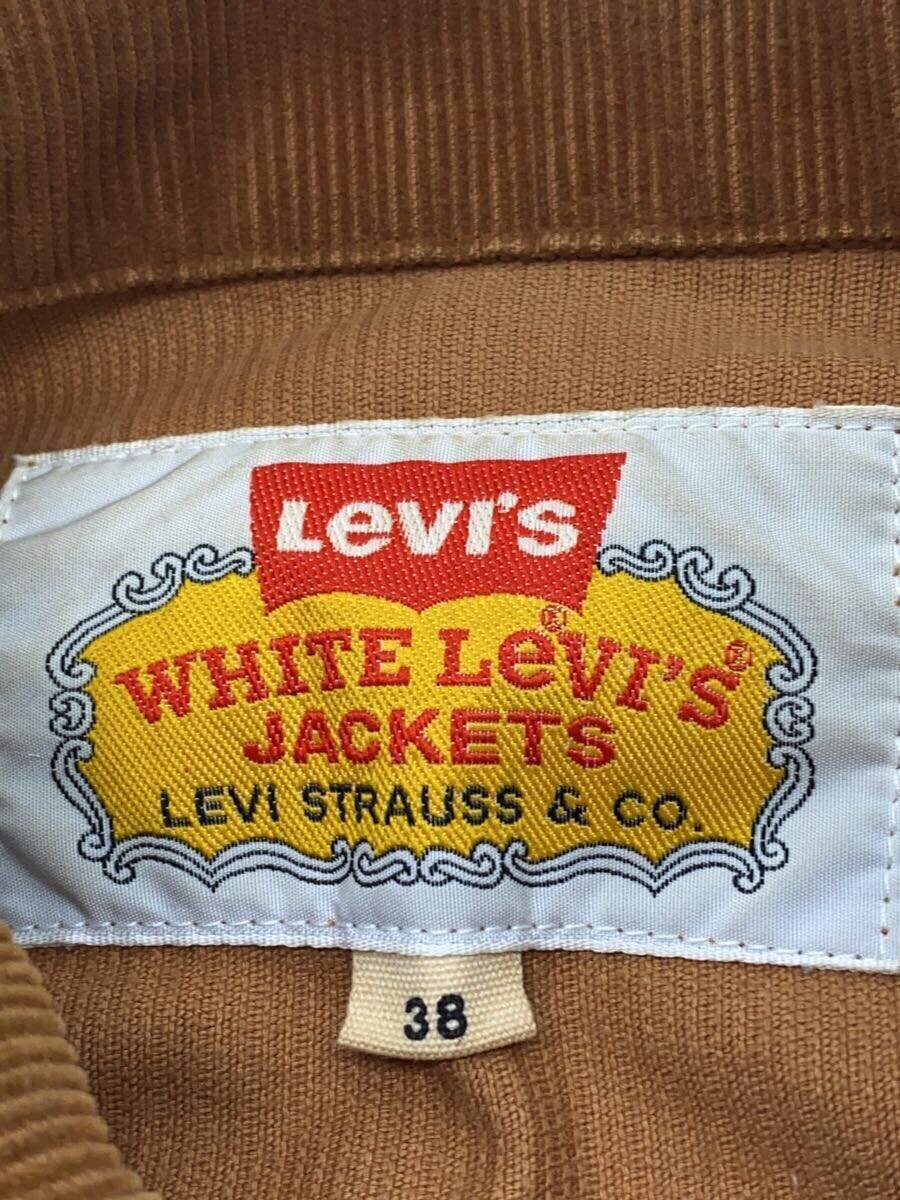 Levi's
WHITE LeVI'S®
JACKETS
LEVI STRAUSS & CO.
38